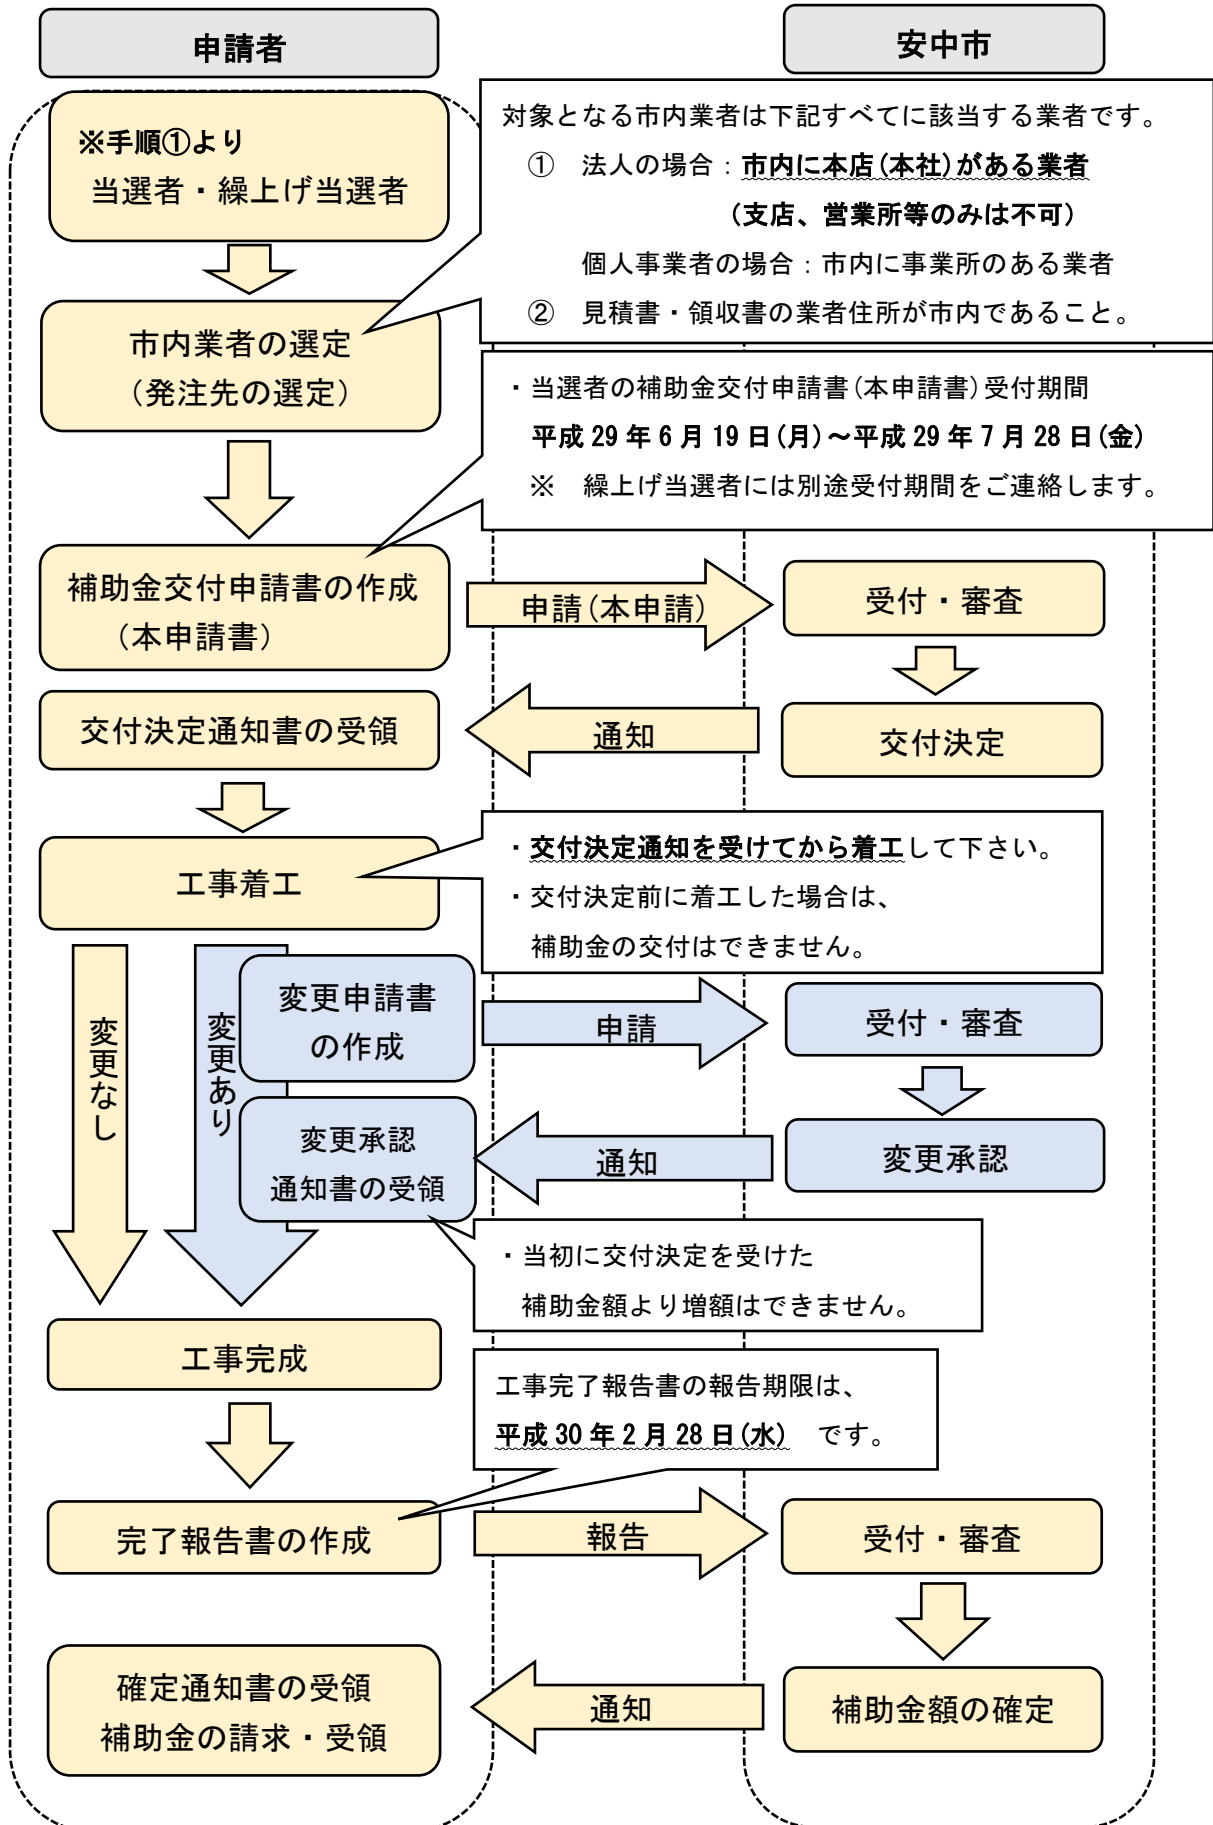 申請者
安中市
※手順①より
当選者・繰上げ当選者
対象となる市内業者は下記すべてに該当する業者です。
① 法人の場合：市内に本店(本社)がある業者
(支店、営業所等のみは不可)
個人事業者の場合：市内に事業所のある業者
② 見積書・領収書の業者住所が市内であること。
市内業者の選定
（発注先の選定）
・当選者の補助金交付申請書(本申請書)受付期間
平成 29 年 6 月 19 日(月)～平成 29 年 7 月 28 日(金)
※ 繰上げ当選者には別途受付期間をご連絡します。
補助金交付申請書の作成
（本申請書）
申請(本申請)
受付・審査
交付決定通知書の受領
通知
交付決定
工事着工
・交付決定通知を受けてから着工して下さい。
・交付決定前に着工した場合は、
補助金の交付はできません。
変更なし
変更あり
変更申請書
の作成
申請
受付・審査
変更承認
通知書の受領
通知
変更承認
・当初に交付決定を受けた
補助金額より増額はできません。
工事完成
工事完了報告書の報告期限は、
平成 30 年 2 月 28 日(水) です。
完了報告書の作成
報告
受付・審査
確定通知書の受領
補助金の請求・受領
通知
補助金額の確定